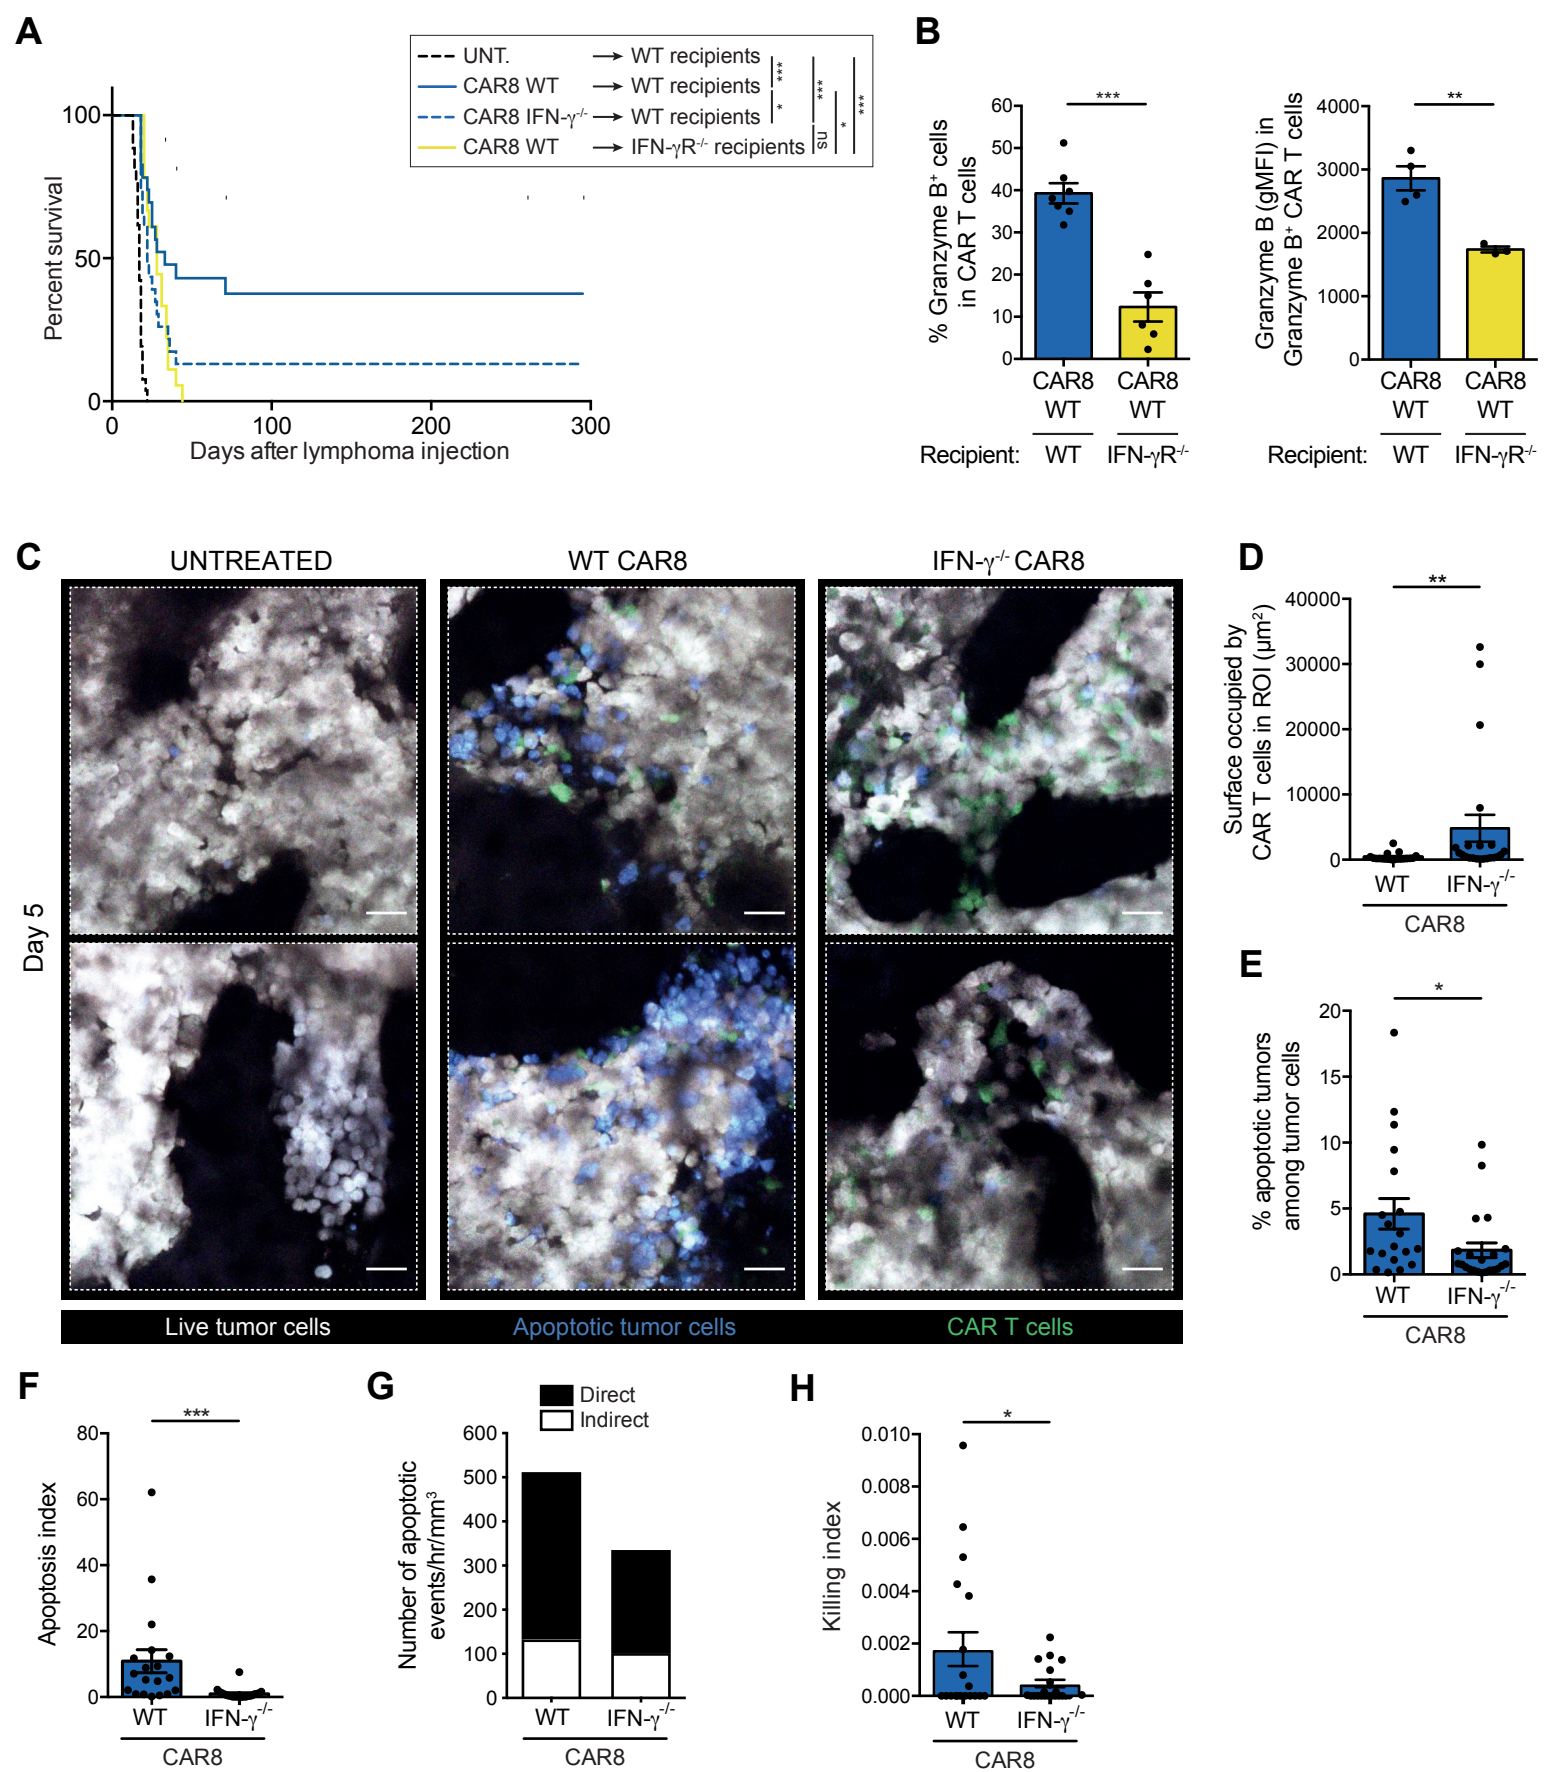 A
UNT. → WT recipients
CAR8 WT → WT recipients
CAR8 IFN-γ-/- → WT recipients
CAR8 WT → IFN-γR-/- recipients
***
*
***
ns
*
***
Percent survival
100
50
0
0 100 200 300
Days after lymphoma injection
B
% Granzyme B+ cells
in CAR T cells
***
60
50
40
30
20
10
0
CAR8 CAR8
WT WT
Recipient: WT IFN-γR-/-
Granzyme B (gMFI) in
Granzyme B+ CAR T cells
**
4000
3000
2000
1000
0
CAR8 CAR8
WT WT
Recipient: WT IFN-γR-/-
C
UNTREATED WT CAR8 IFN-γ-/- CAR8
Day 5
Live tumor cells Apoptotic tumor cells CAR T cells
D
Surface occupied by
CAR T cells in ROI (µm2)
**
40000
30000
20000
10000
0
WT IFN-γ-/-
CAR8
E
% apoptotic tumors
among tumor cells
*
20
15
10
5
0
WT IFN-γ-/-
CAR8
F
Apoptosis index
***
80
60
40
20
0
WT IFN-γ-/-
CAR8
G
Direct
Indirect
Number of apoptotic
events/hr/mm3
600
500
400
300
200
100
0
WT IFN-γ-/-
CAR8
H
Killing index
*
0.010
0.008
0.006
0.004
0.002
0.000
WT IFN-γ-/-
CAR8